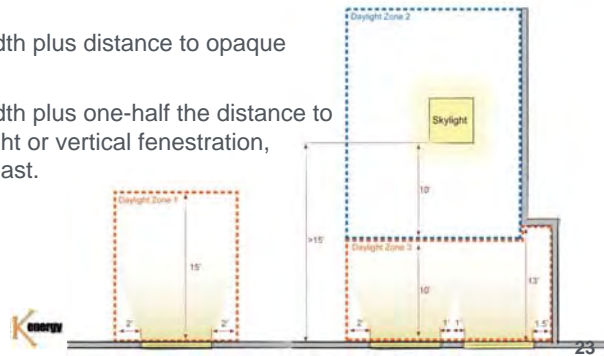 dth plus distance to opaque
dth plus one-half the distance to
ht or vertical fenestration,
ast.
Daylight Zone 2
Skylight
10'
>15'
Daylight Zone 1
15'
2'
2'
Daylight Zone 3
10'
13'
2'
1'
1'
1.5'
Kenergy
23